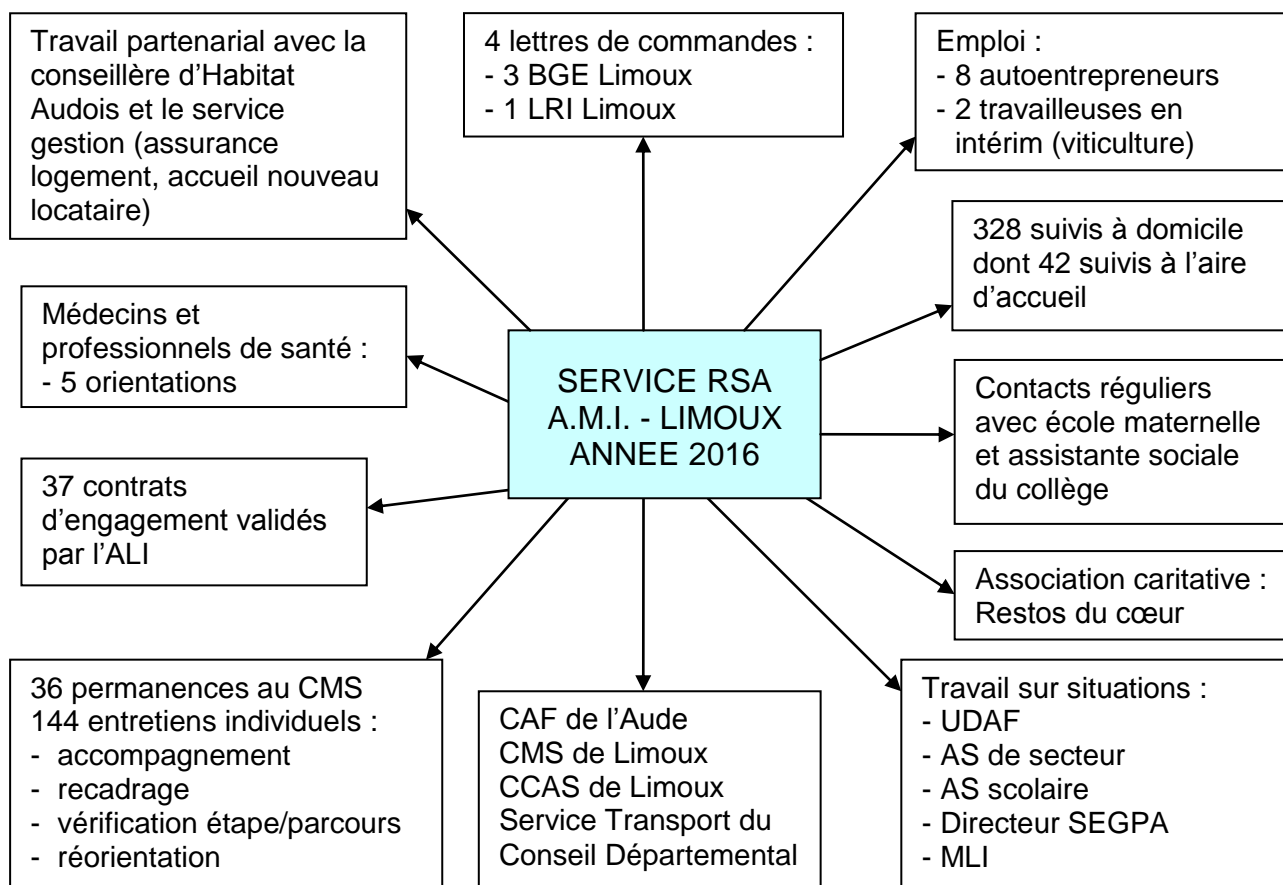 Travail partenarial avec la
conseillère d’Habitat
Audois et le service
gestion (assurance
logement, accueil nouveau
locataire)
4 lettres de commandes :
- 3 BGE Limoux
- 1 LRI Limoux
Emploi :
- 8 autoentrepreneurs
- 2 travailleuses en
intérim (viticulture)
328 suivis à domicile
dont 42 suivis à l’aire
d’accueil
Médecins et
professionnels de santé :
- 5 orientations
SERVICE RSA
A.M.I. - LIMOUX
ANNEE 2016
Contacts réguliers
avec école maternelle
et assistante sociale
du collège
37 contrats
d’engagement validés
par l’ALI
Association caritative :
Restos du cœur
36 permanences au CMS
144 entretiens individuels :
- accompagnement
- recadrage
- vérification étape/parcours
- réorientation
CAF de l’Aude
CMS de Limoux
CCAS de Limoux
Service Transport du
Conseil Départemental
Travail sur situations :
- UDAF
- AS de secteur
- AS scolaire
- Directeur SEGPA
- MLI